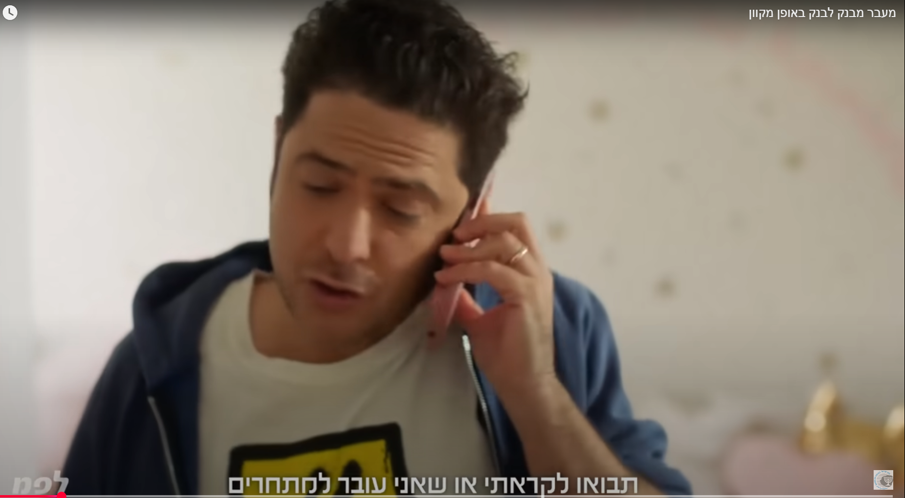 מעבר מבנק לבנק באופן מקוון
תבואו לקראתי או שאני עובר למתחרים
לפמ